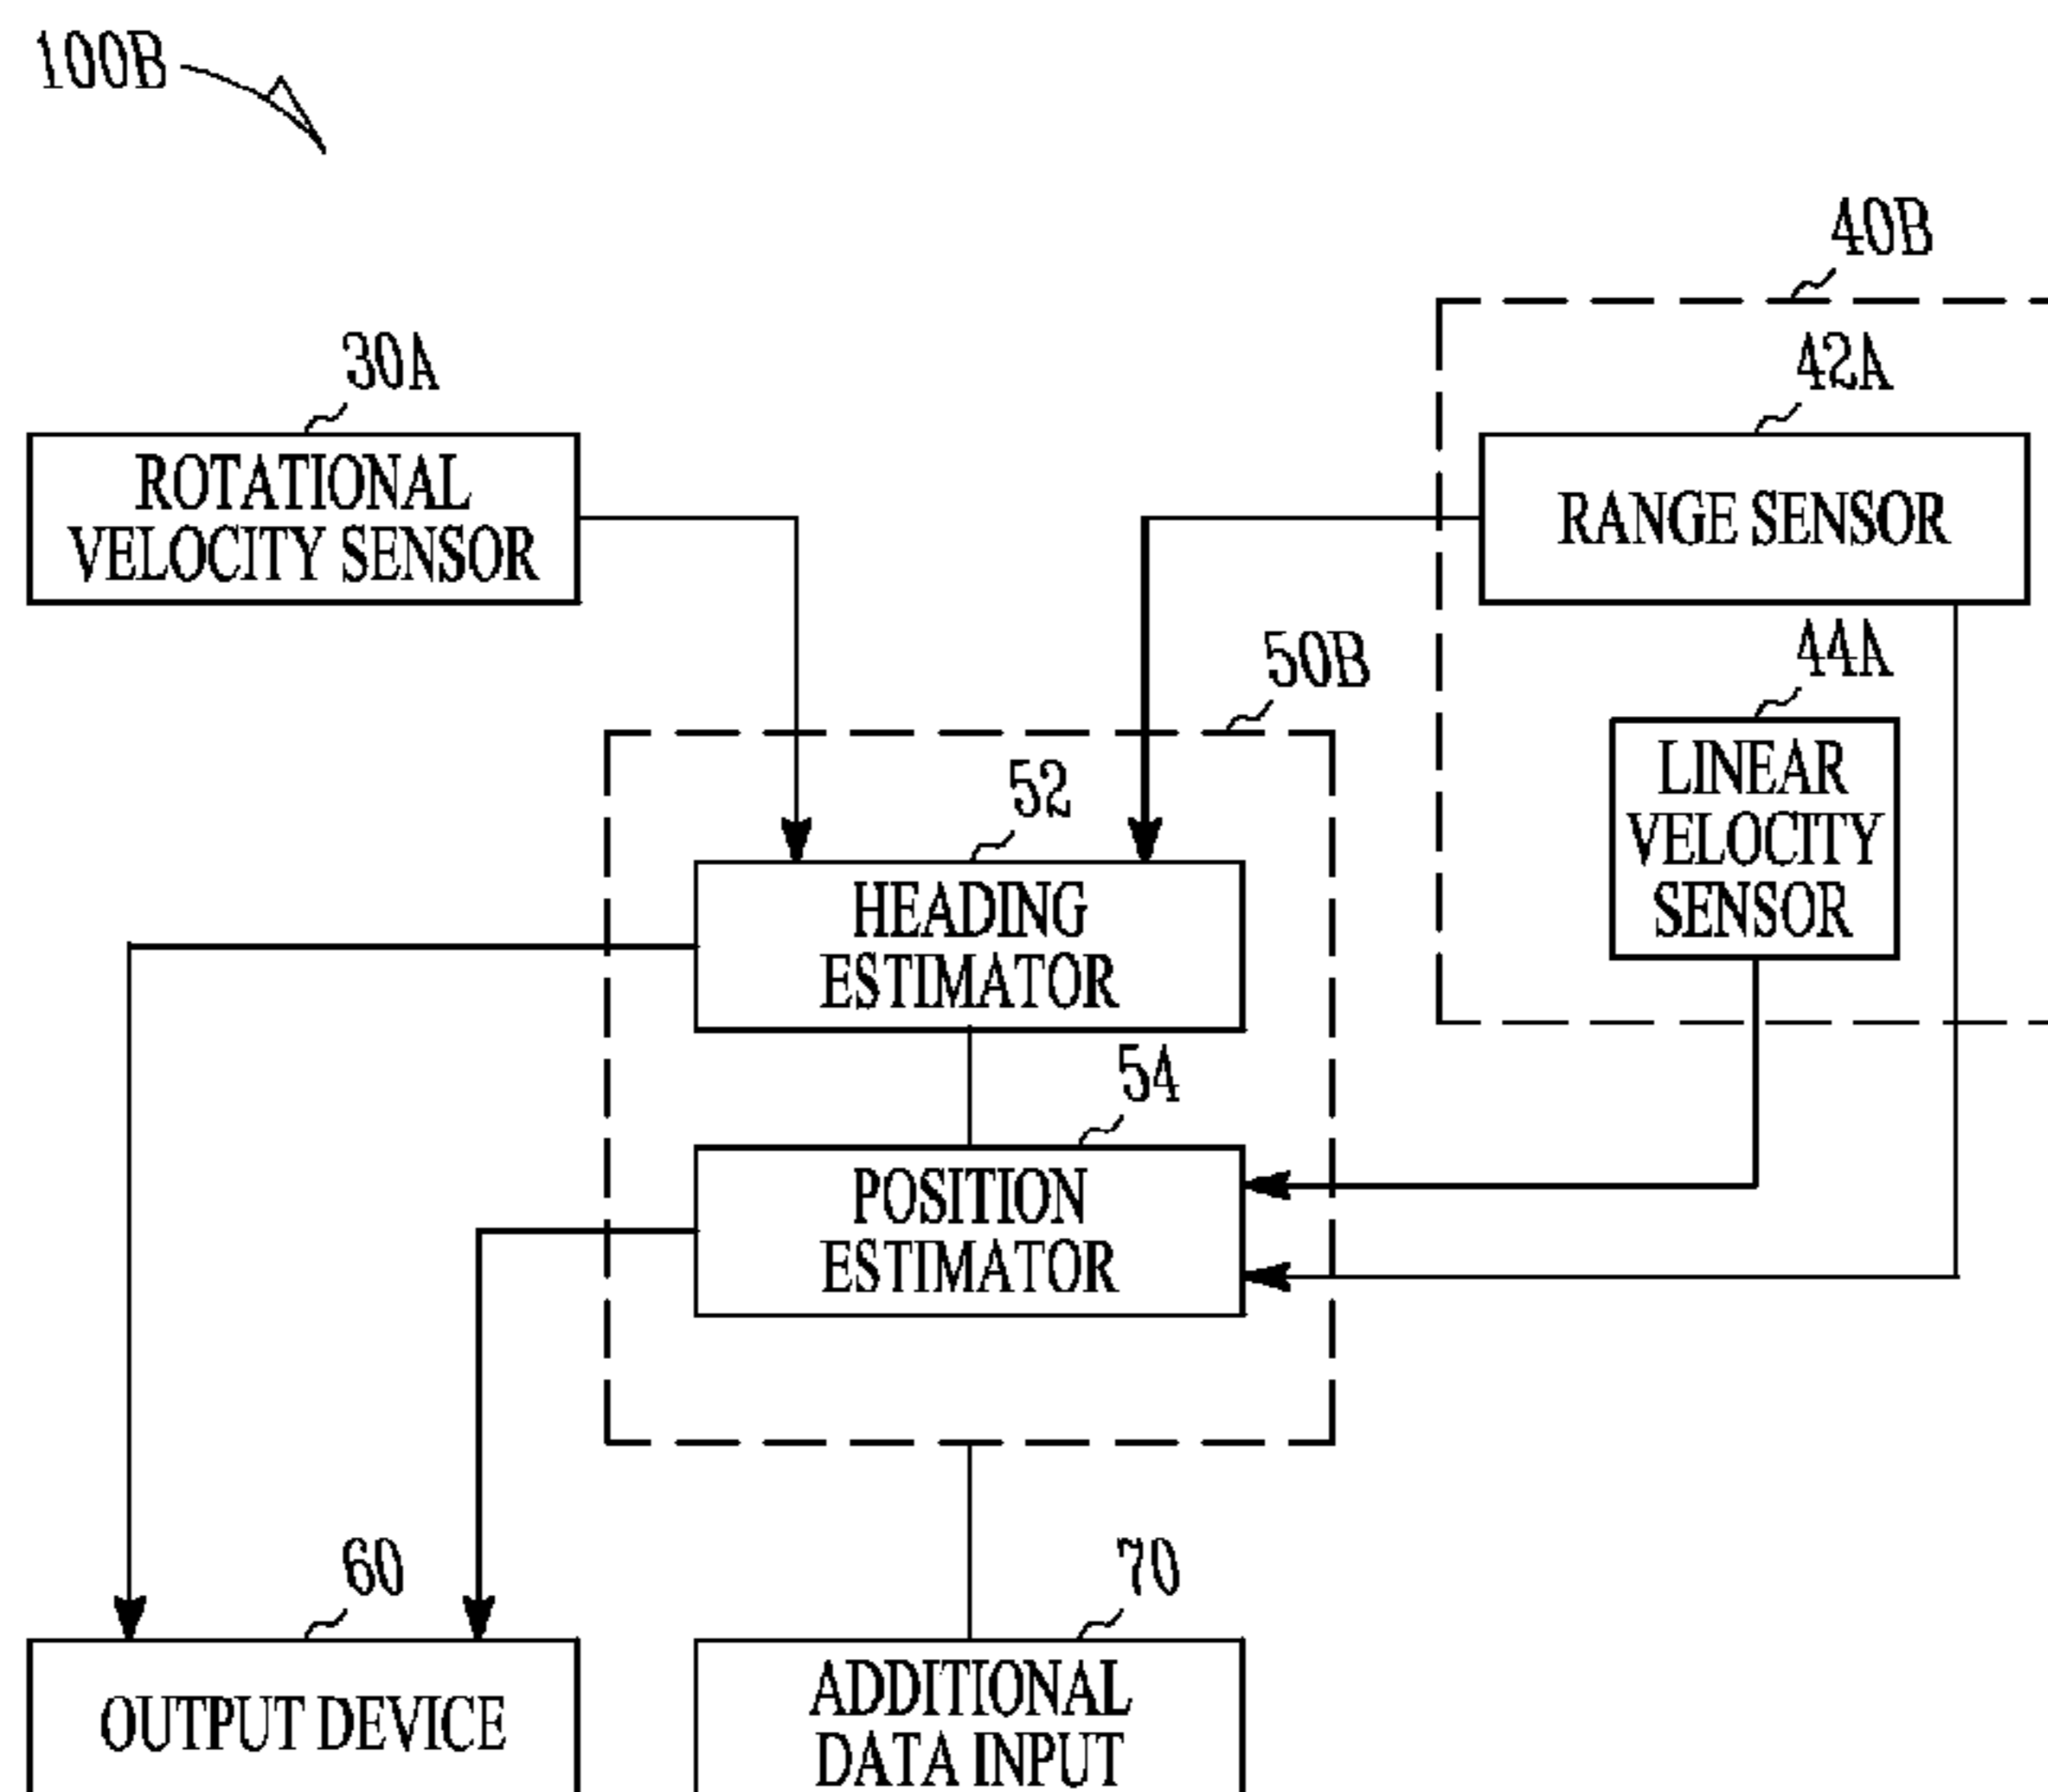 100B
40B
30A
42A
ROTATIONAL
VELOCITY SENSOR
RANGE SENSOR
50B
44A
LINEAR
VELOCITY
SENSOR
52
HEADING
ESTIMATOR
54
POSITION
ESTIMATOR
60
70
OUTPUT DEVICE
ADDITIONAL
DATA INPUT